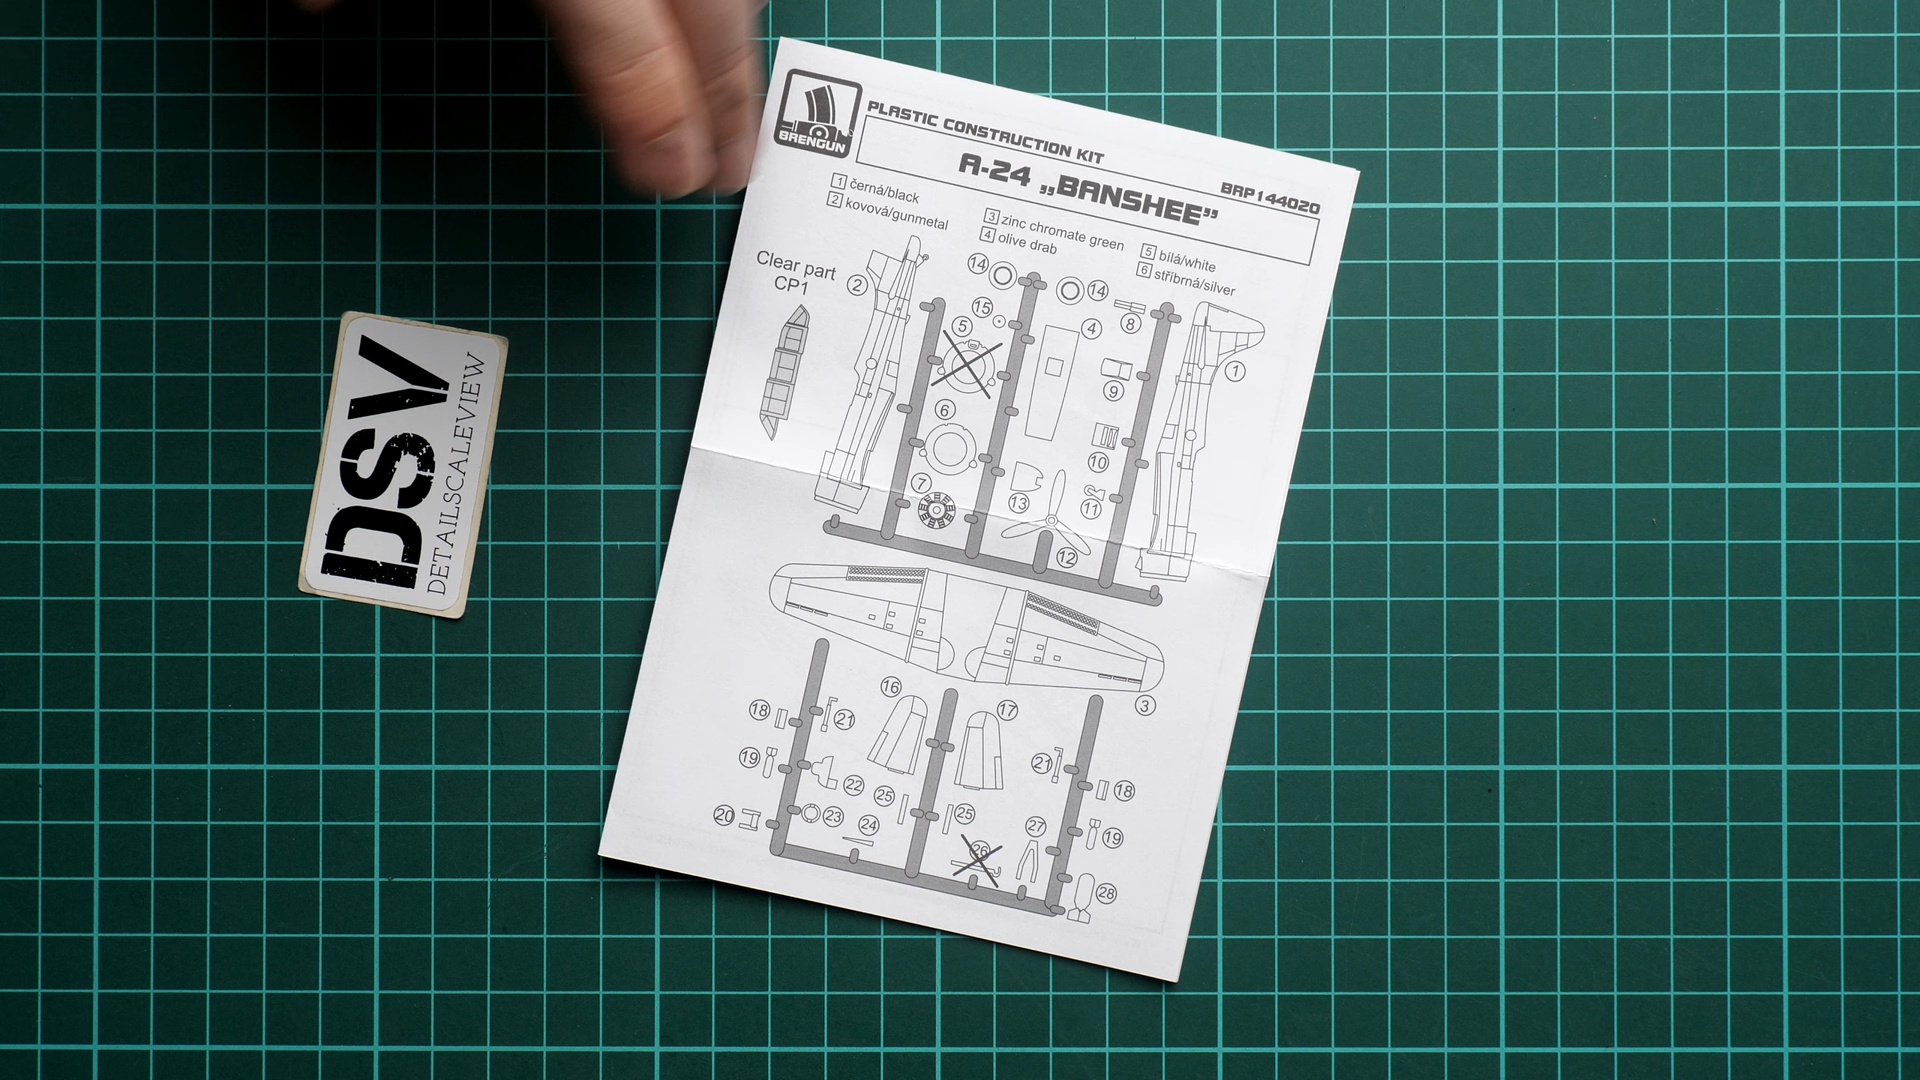 BRENGUN
PLASTIC CONSTRUCTION KIT
A-24 „BANSHEE”
BRP144020
1 černá/black
2 kovová/gunmetal
3 zinc chromate green
4 olive drab
5 bílá/white
6 stříbrná/silver
Clear part
CP1
2
14
14
15
5
4
8
1
9
6
10
7
13
11
12
3
16
17
18
21
19
22
25
25
20
23
24
26
27
21
18
19
28
DSV
DETAILSCALEVIEW